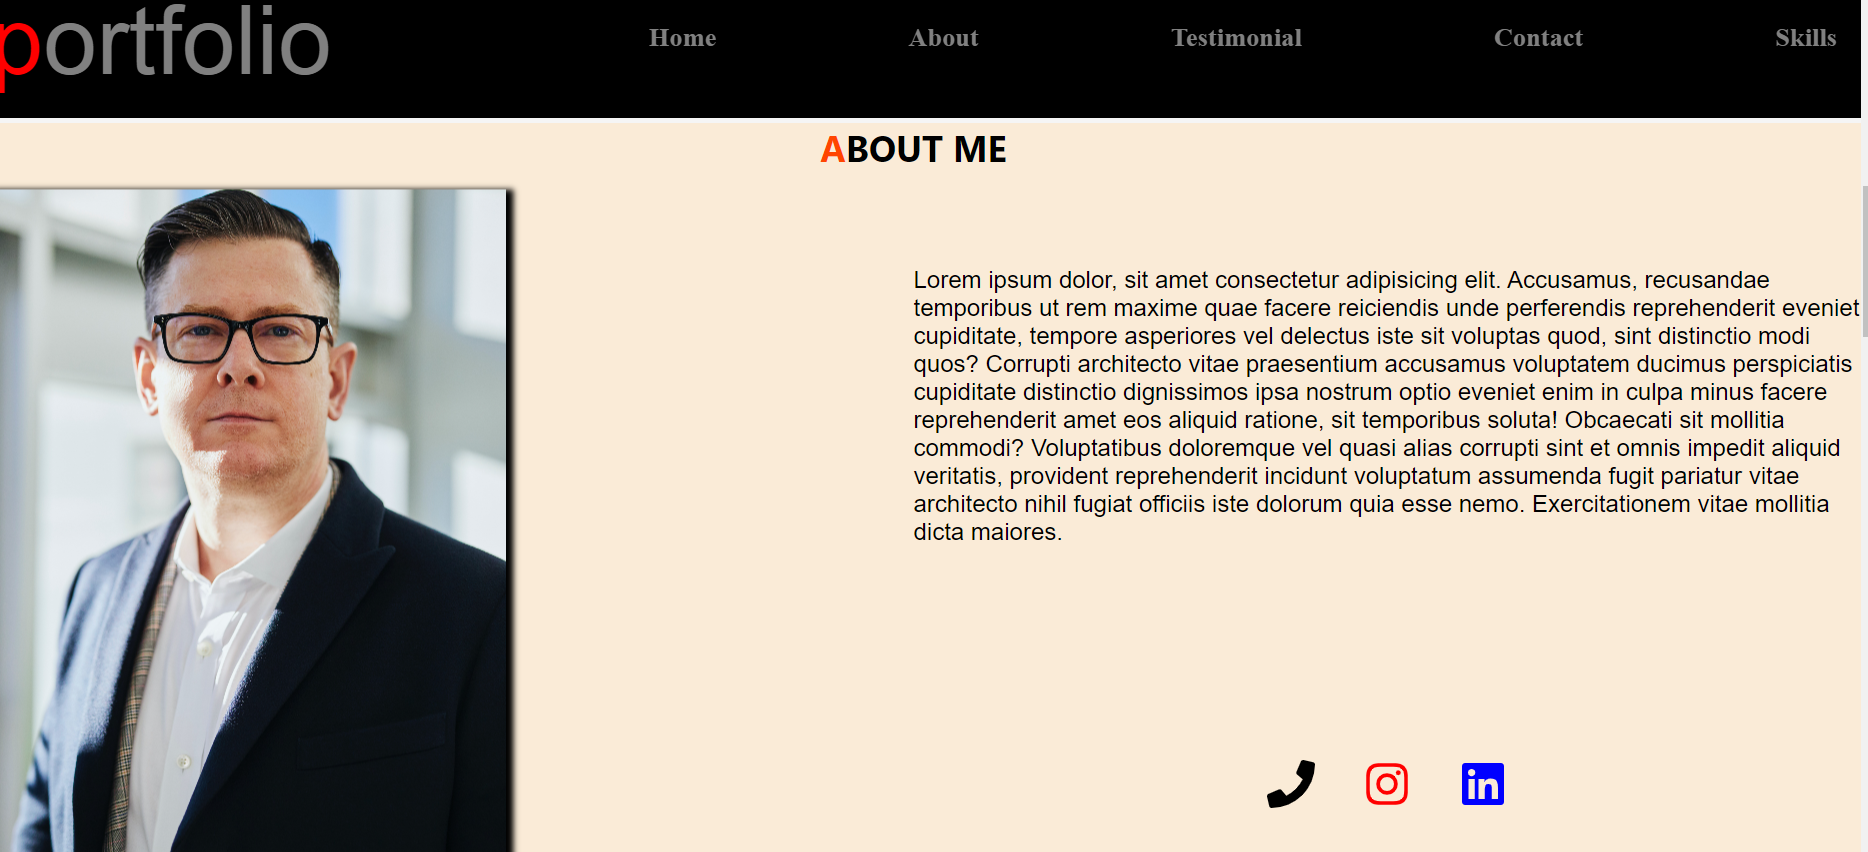 portfolio
Home About Testimonial Contact Skills
ABOUT ME
Lorem ipsum dolor, sit amet consectetur adipisicing elit. Accusamus, recusandae
temporibus ut rem maxime quae facere reiciendis unde perferendis reprehenderit eveniet
cupiditate, tempore asperiores vel delectus iste sit voluptas quod, sint distinctio modi
quos? Corrupti architecto vitae praesentium accusamus voluptatem ducimus perspiciatis
cupiditate distinctio dignissimos ipsa nostrum optio eveniet enim in culpa minus facere
reprehenderit amet eos aliquid ratione, sit temporibus soluta! Obcaecati sit mollitia
commodi? Voluptatibus doloremque vel quasi alias corrupti sint et omnis impedit aliquid
veritatis, provident reprehenderit incidunt voluptatum assumenda fugit pariatur vitae
architecto nihil fugiat officiis iste dolorum quia esse nemo. Exercitationem vitae mollitia
dicta maiores.
in